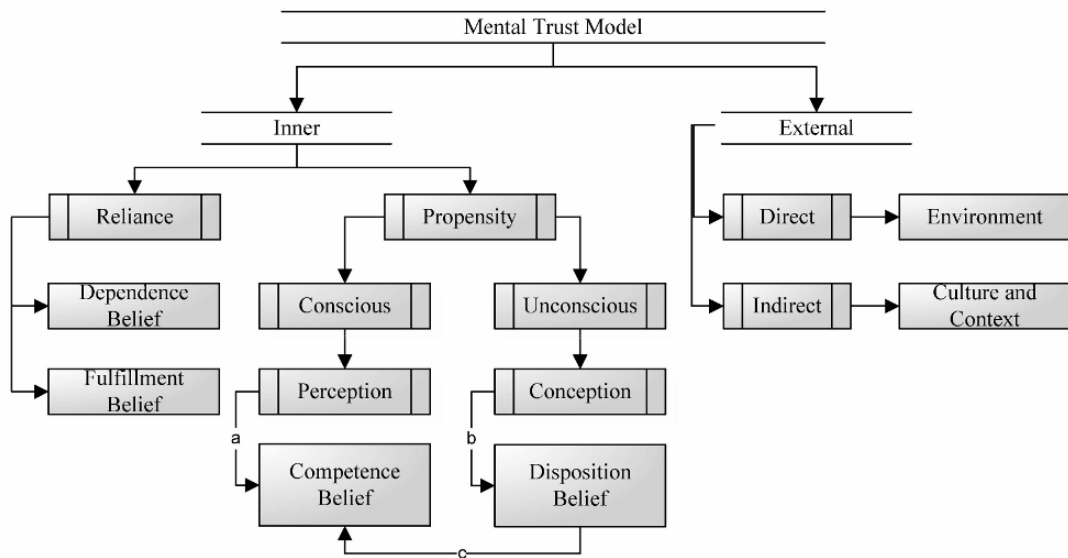 Mental Trust Model
Inner
External
Reliance
Propensity
Direct
Environment
Dependence
Belief
Conscious
Unconscious
Indirect
Culture and
Context
Fulfillment
Belief
Perception
Conception
a
b
Competence
Belief
Disposition
Belief
c